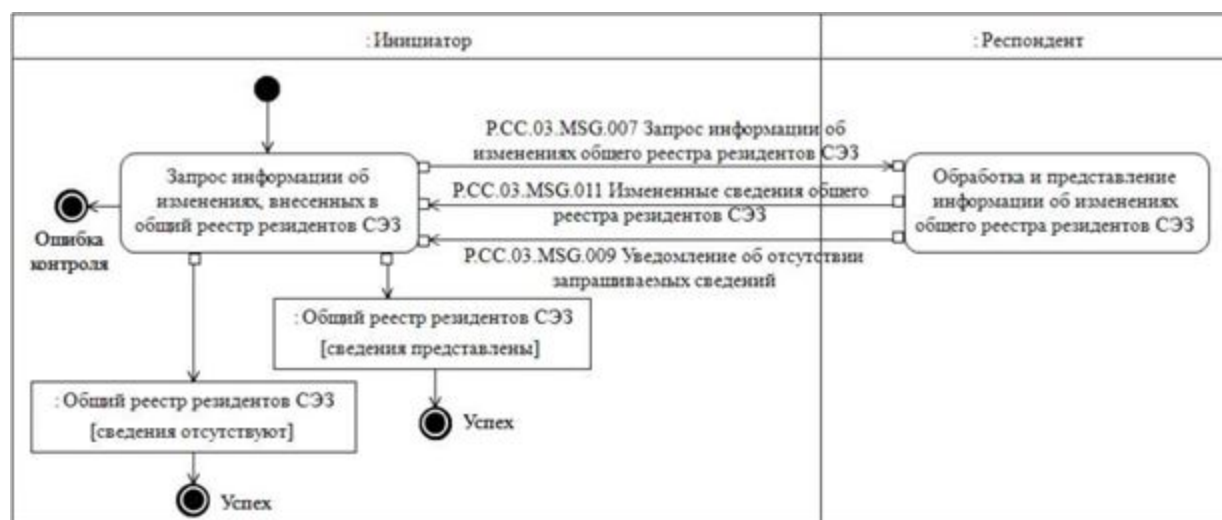 : Инициатор
: Респондент
P.CC.03.MSG.007 Запрос информации об
изменениях общего реестра резидентов СЭЗ
Запрос информации об
изменениях, внесенных в
общий реестр резидентов СЭЗ
P.CC.03.MSG.011 Измененные сведения общего
реестра резидентов СЭЗ
Обработка и представление
информации об изменениях
общего реестра резидентов СЭЗ
Ошибка
контроля
P.CC.03.MSG.009 Уведомление об отсутствии
запрашиваемых сведений
: Общий реестр резидентов СЭЗ
[сведения представлены]
: Общий реестр резидентов СЭЗ
[сведения отсутствуют]
Успех
Успех